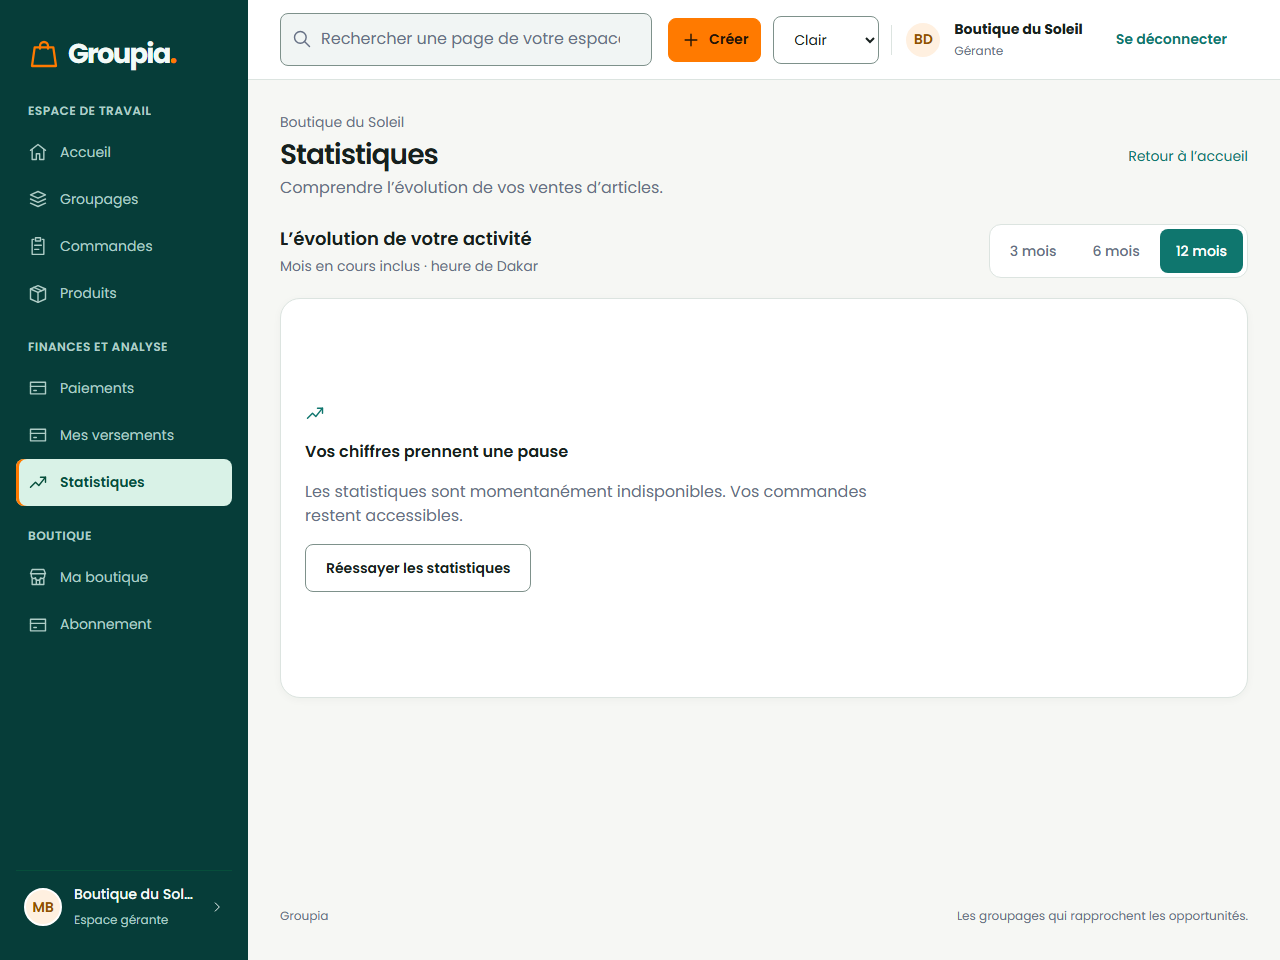 Groupia.
ESPACE DE TRAVAIL
Accueil
Groupages
Commandes
Produits
FINANCES ET ANALYSE
Paiements
Mes versements
Statistiques
BOUTIQUE
Ma boutique
Abonnement
MB
Boutique du Sol...
Espace gérante
Rechercher une page de votre
Créer
Clair
BD
Boutique du Soleil
Gérante
Se déconnecter
Boutique du Soleil
Statistiques
Retour à l’accueil
Comprendre l’évolution de vos ventes d’articles.
L’évolution de votre activité
Mois en cours inclus · heure de Dakar
3 mois
6 mois
12 mois
Vos chiffres prennent une pause
Les statistiques sont momentanément indisponibles. Vos commandes
restent accessibles.
Réessayer les statistiques
Groupia
Les groupages qui rapprochent les opportunités.